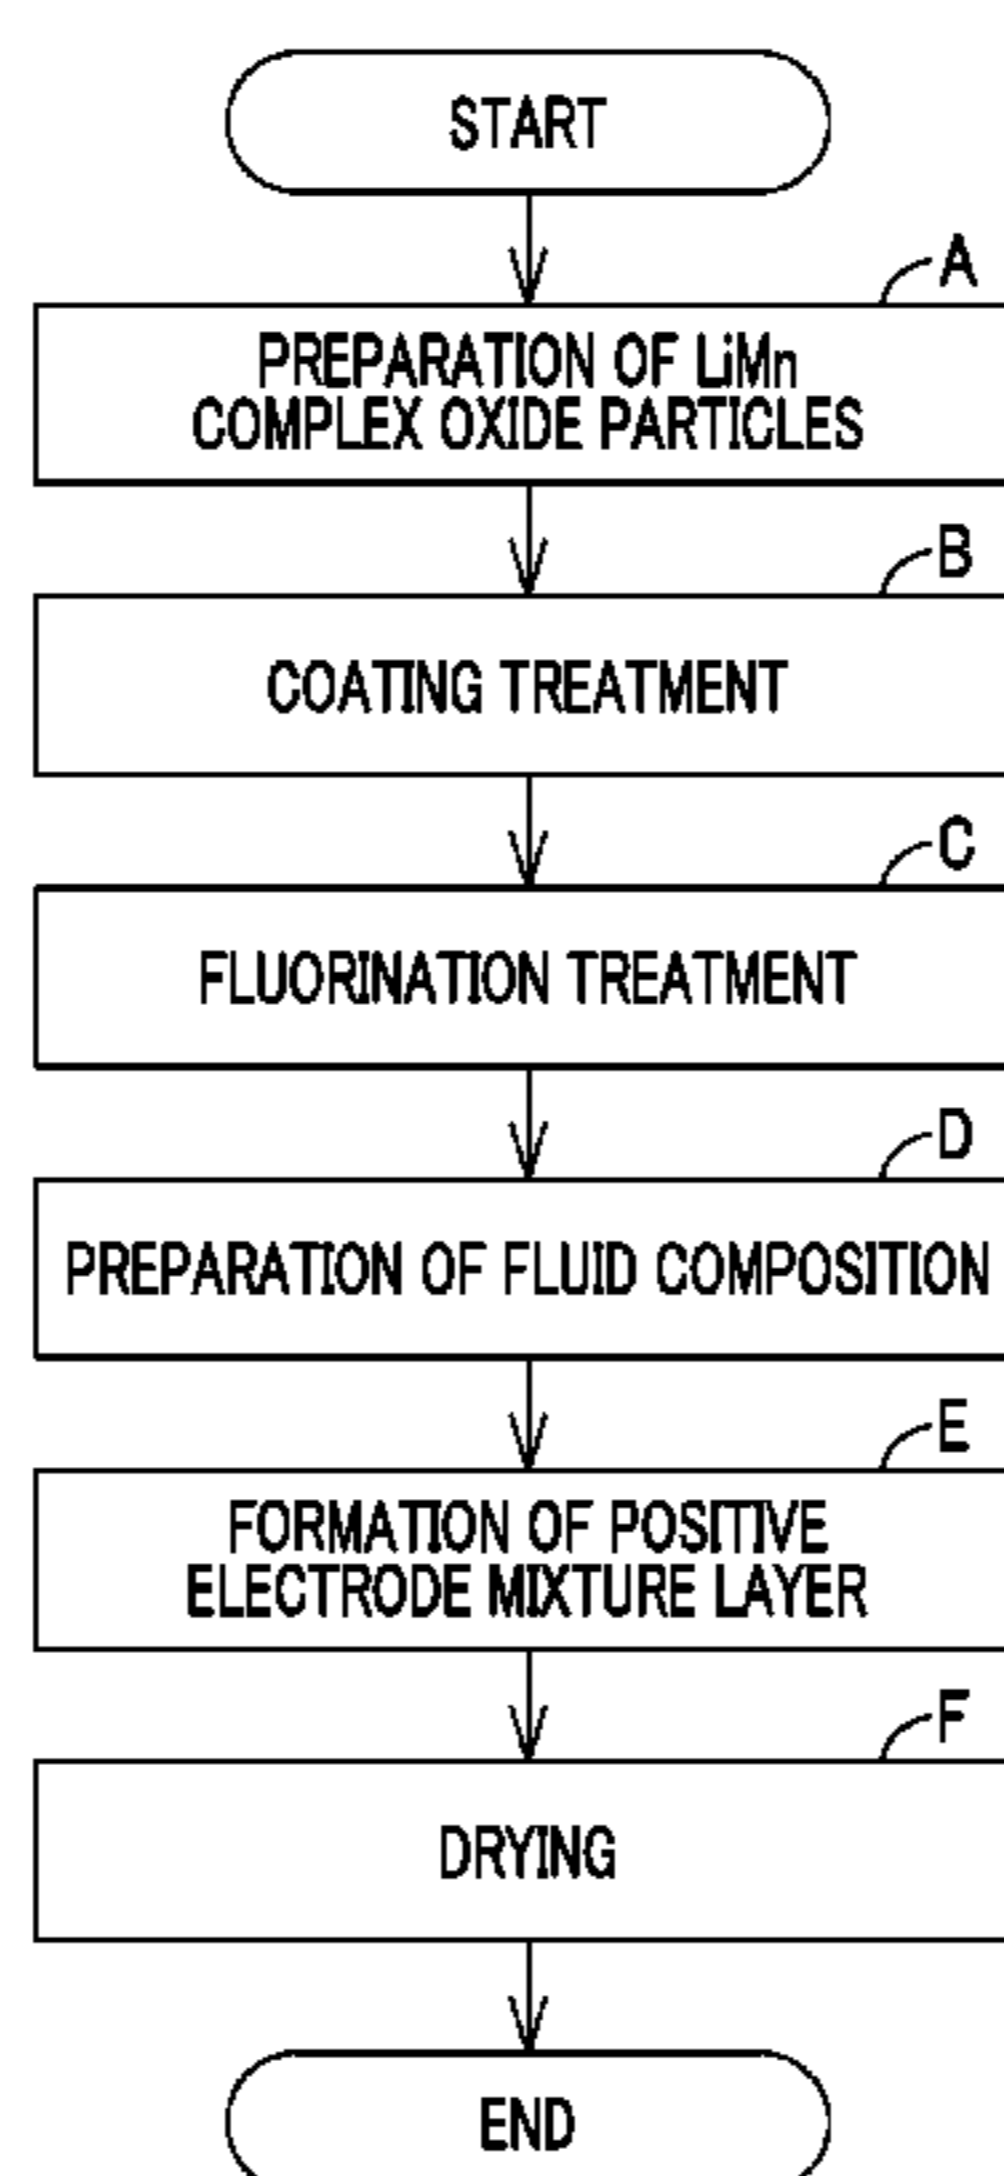 START
A
PREPARATION OF LiMn
COMPLEX OXIDE PARTICLES
B
COATING TREATMENT
C
FLUORINATION TREATMENT
D
PREPARATION OF FLUID COMPOSITION
E
FORMATION OF POSITIVE
ELECTRODE MIXTURE LAYER
F
DRYING
END